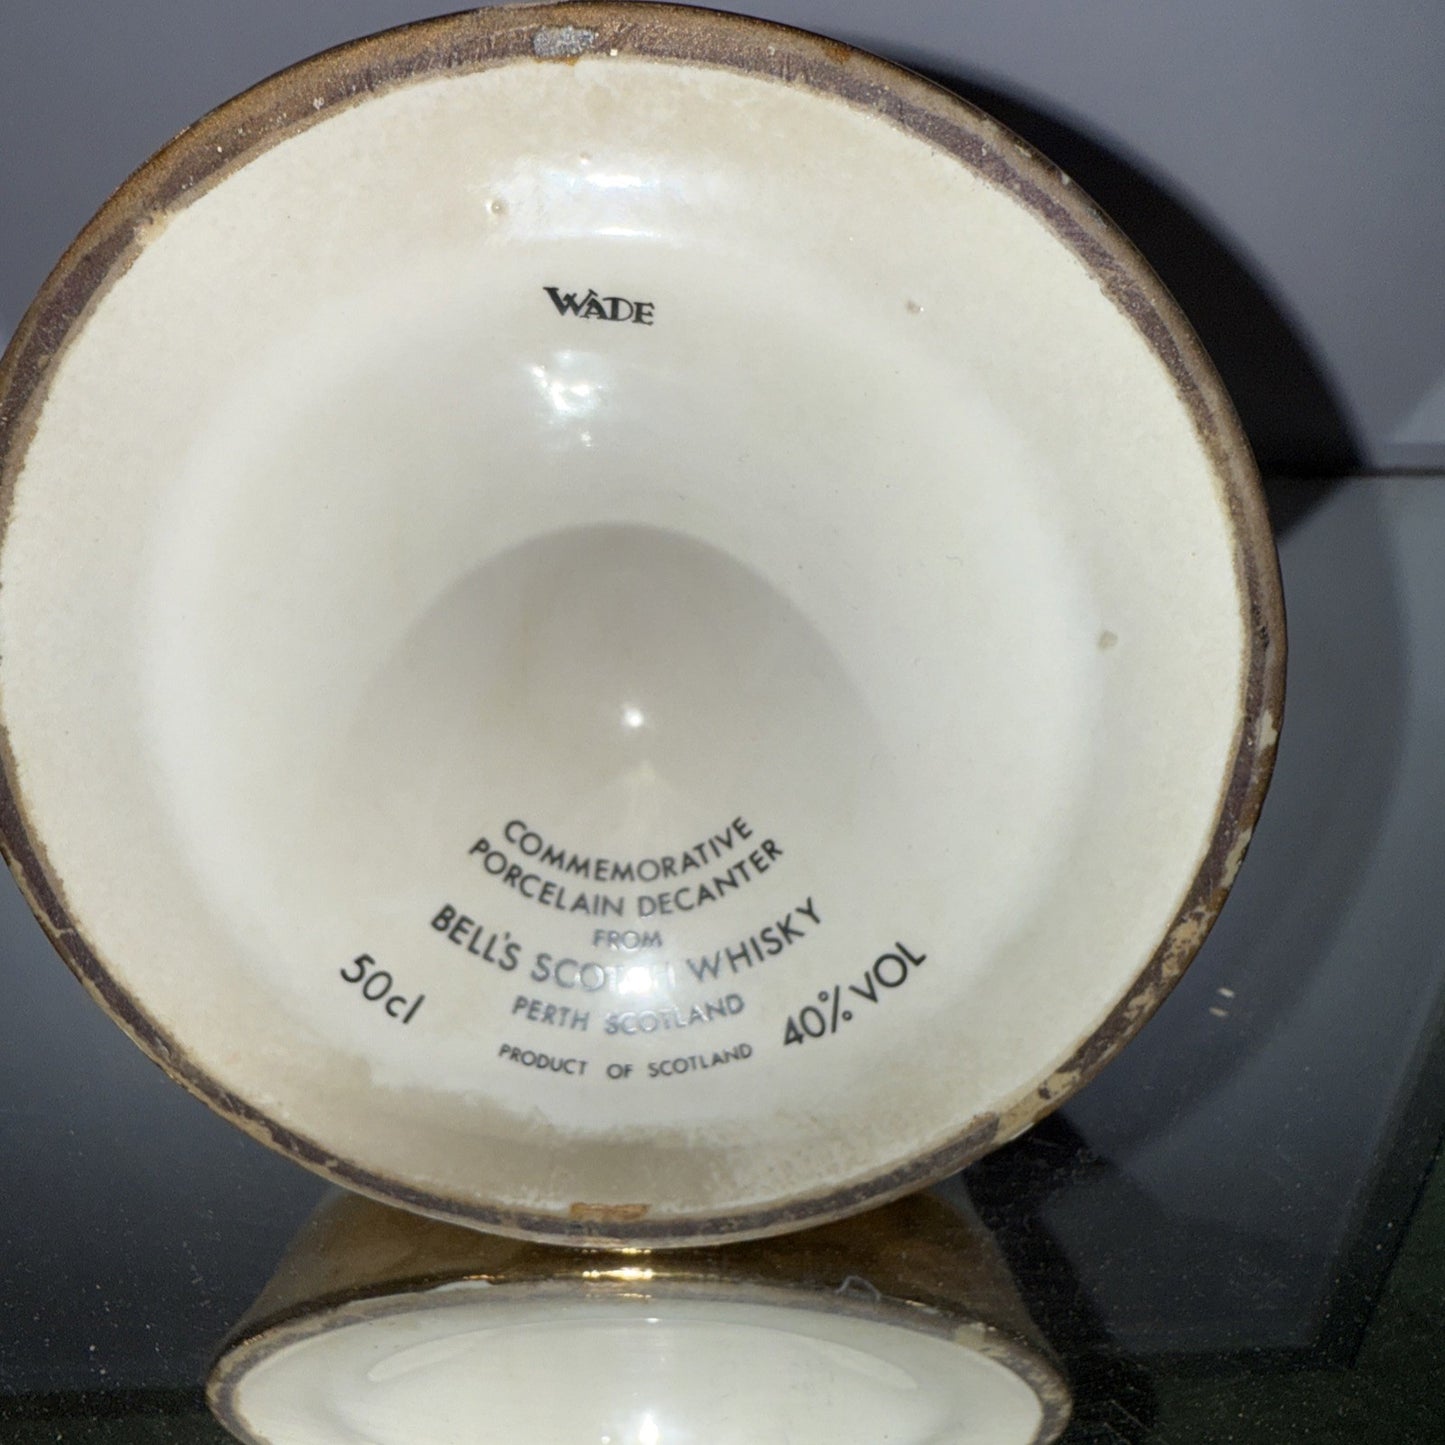 WADE
COMMEMORATIVE
PORCELAIN DECANTER
FROM
BELL'S SCOTCH WHISKY
PERTH SCOTLAND
50cl
PRODUCT OF SCOTLAND
40% VOL